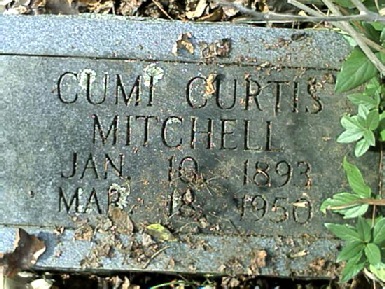 CUMI CURTIS
MITCHELL
JAN. 10, 1893
MAR. 18, 1950